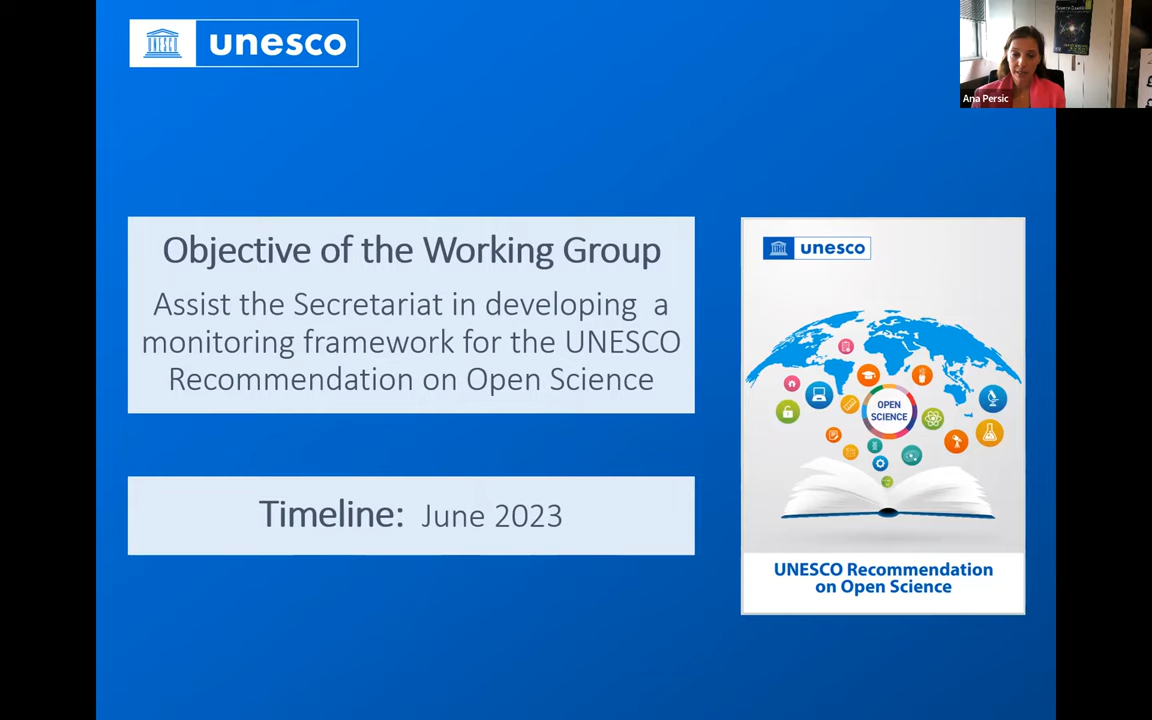 unesco
Ana Persic
Objective of the Working Group
Assist the Secretariat in developing a
monitoring framework for the UNESCO
Recommendation on Open Science
Timeline: June 2023
unesco
OPEN
SCIENCE
UNESCO Recommendation
on Open Science